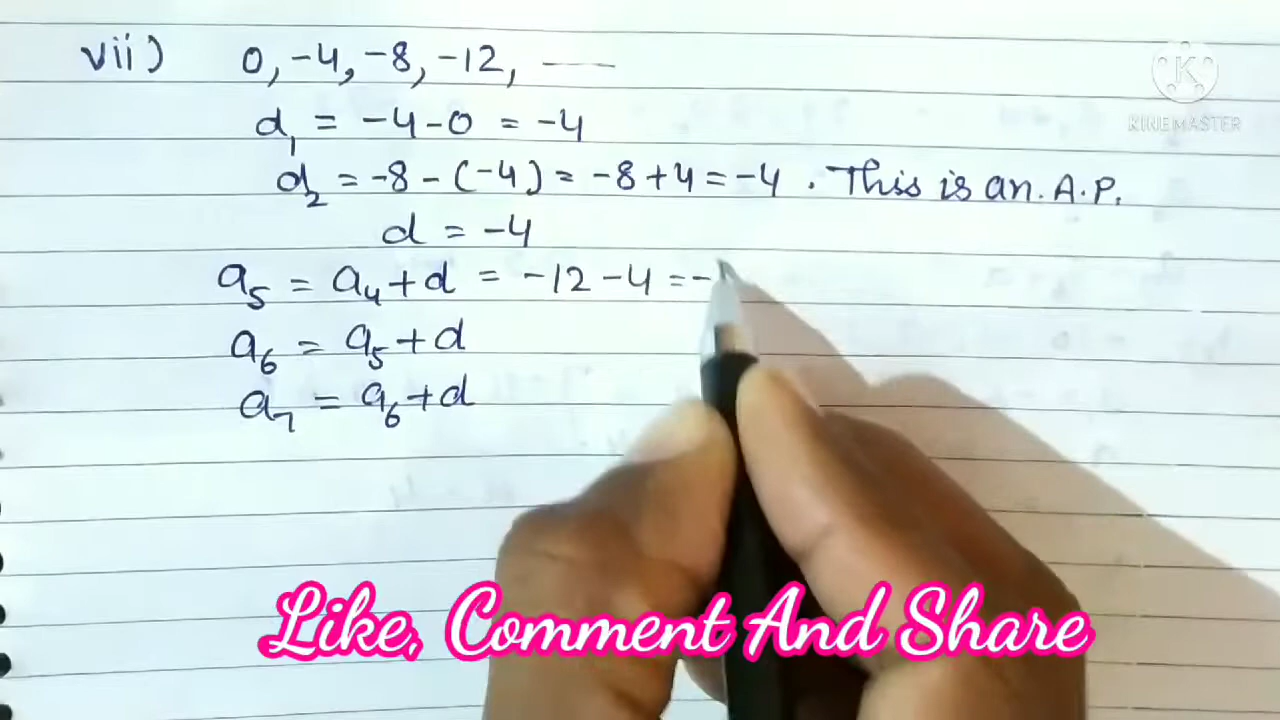 vii) 0, -4, -8, -12, ——
KINEMASTER
d₁ = -4-0 = -4
d₂ = -8 - (-4) = -8+4 = -4 . This is an. A.P.
d = -4
a₅ = a₄+d = -12-4 = -
a₆ = a₅+d
a₇ = a₆+d
Like, Comment And Share